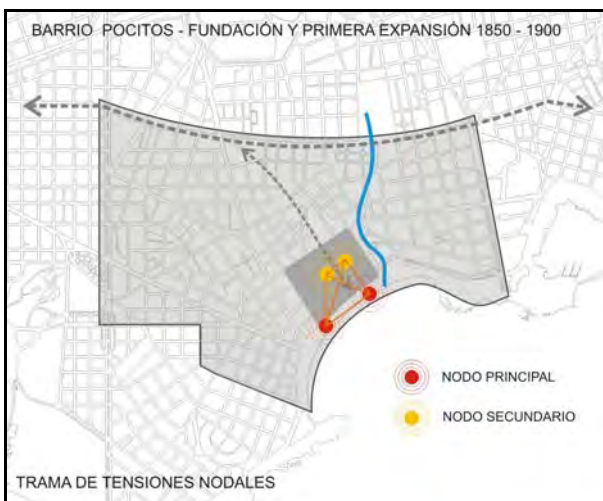 BARRIO POCITOS - FUNDACIÓN Y PRIMERA EXPANSIÓN 1850 - 1900
NODO PRINCIPAL
NODO SECUNDARIO
TRAMA DE TENSIONES NODALES